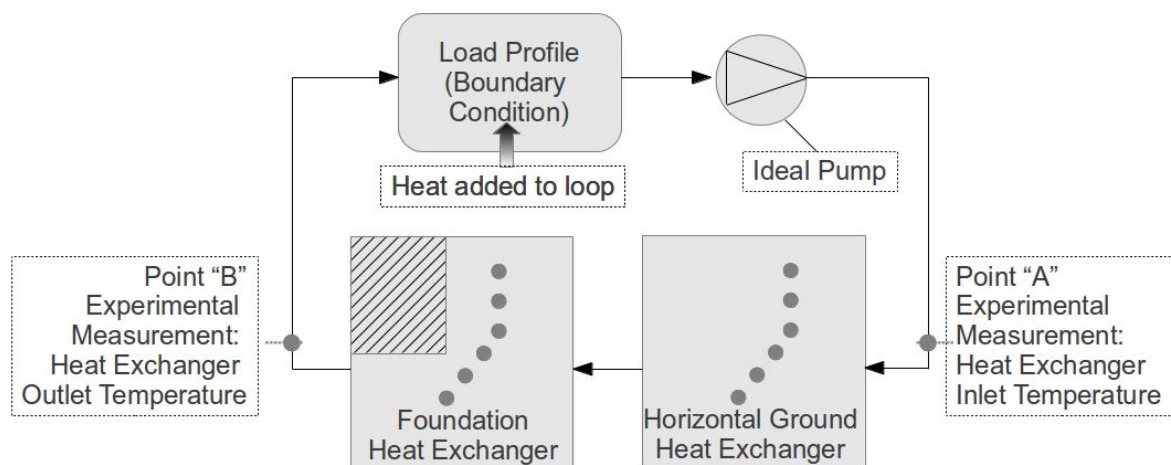 Load Profile
(Boundary
Condition)
Heat added to loop
Ideal Pump
Point “B”
Experimental
Measurement:
Heat Exchanger
Outlet Temperature
Foundation
Heat Exchanger
Horizontal Ground
Heat Exchanger
Point “A”
Experimental
Measurement:
Heat Exchanger
Inlet Temperature